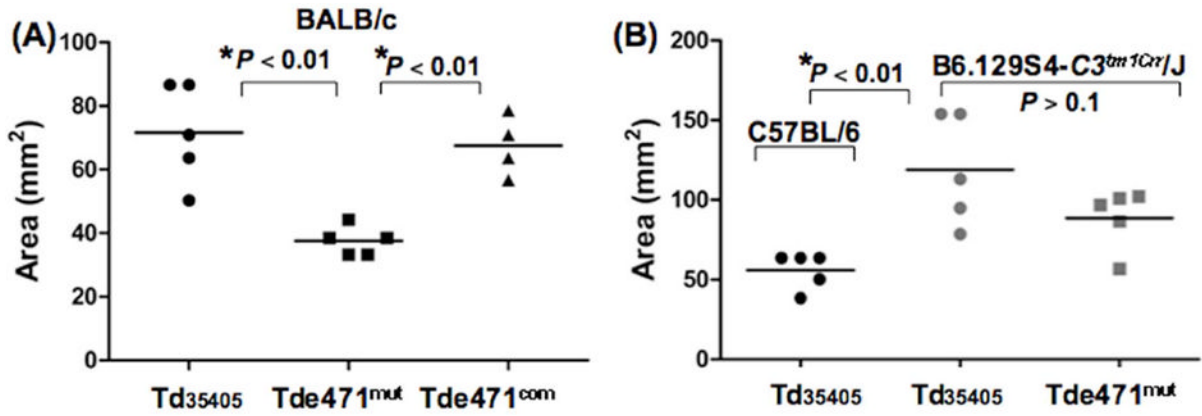 (A)
BALB/c
*P < 0.01
*P < 0.01
Area (mm²)
100
80
60
40
20
0
Td35405
Tde471mut
Tde471com
(B)
*P < 0.01
B6.129S4-C3tm1Crr/J
P > 0.1
C57BL/6
Area (mm²)
200
150
100
50
0
Td35405
Td35405
Tde471mut